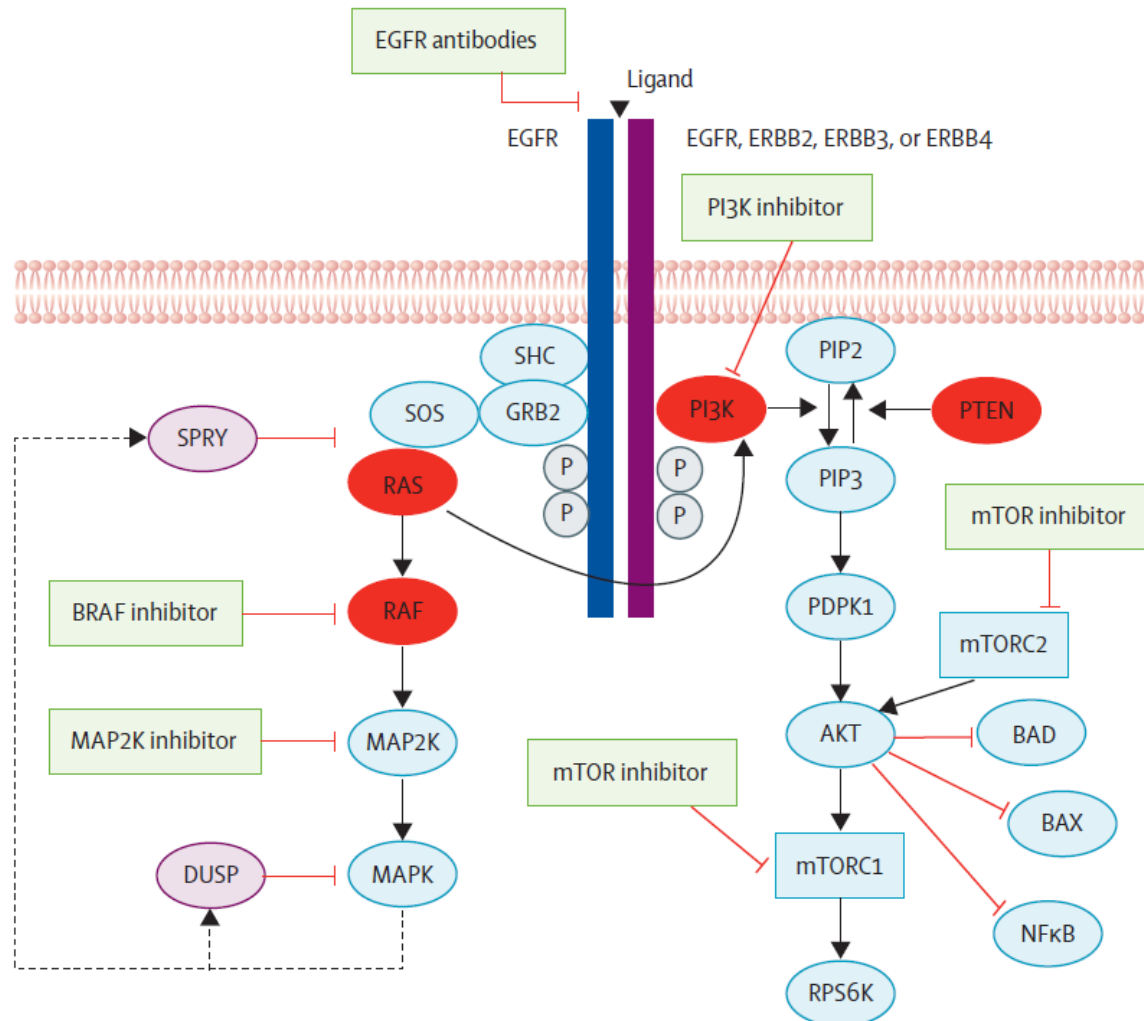 EGFR antibodies
Ligand
EGFR
EGFR, ERBB2, ERBB3, or ERBB4
PI3K inhibitor
SHC
PIP2
SOS
GRB2
PI3K
PTEN
SPRY
P
P
RAS
PIP3
P
P
mTOR inhibitor
BRAF inhibitor
RAF
PDPK1
mTORC2
MAP2K inhibitor
MAP2K
AKT
BAD
mTOR inhibitor
BAX
DUSP
MAPK
mTORC1
NFκB
RPS6K